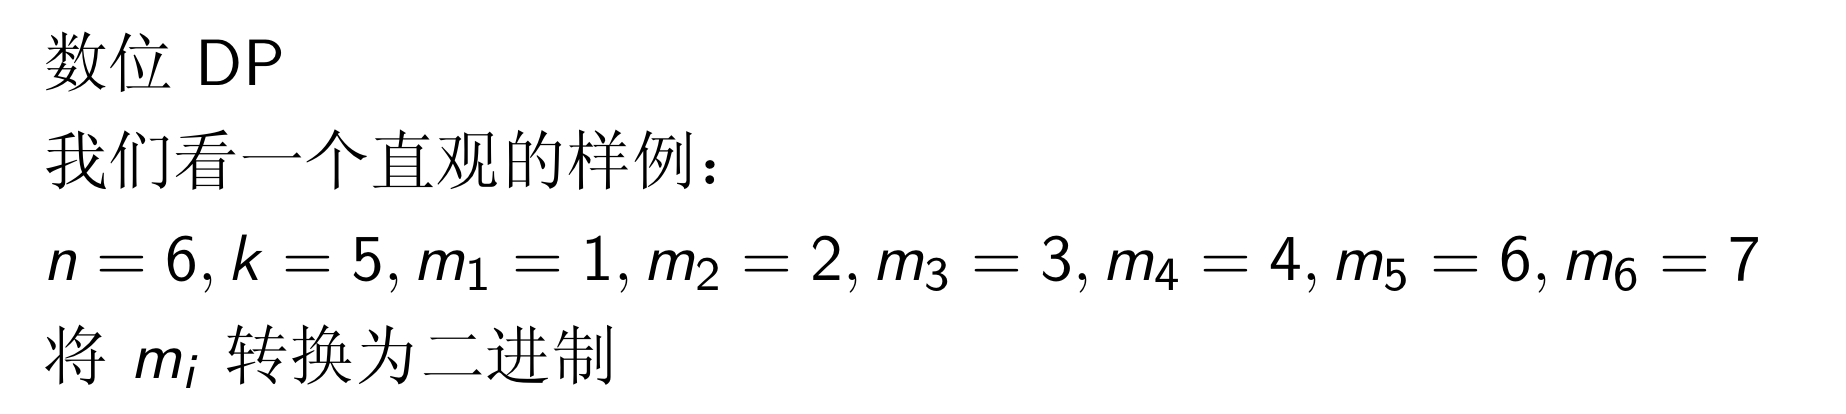 数位 DP
我们看一个直观的样例：
n = 6, k = 5, m₁ = 1, m₂ = 2, m₃ = 3, m₄ = 4, m₅ = 6, m₆ = 7
将 mᵢ 转换为二进制